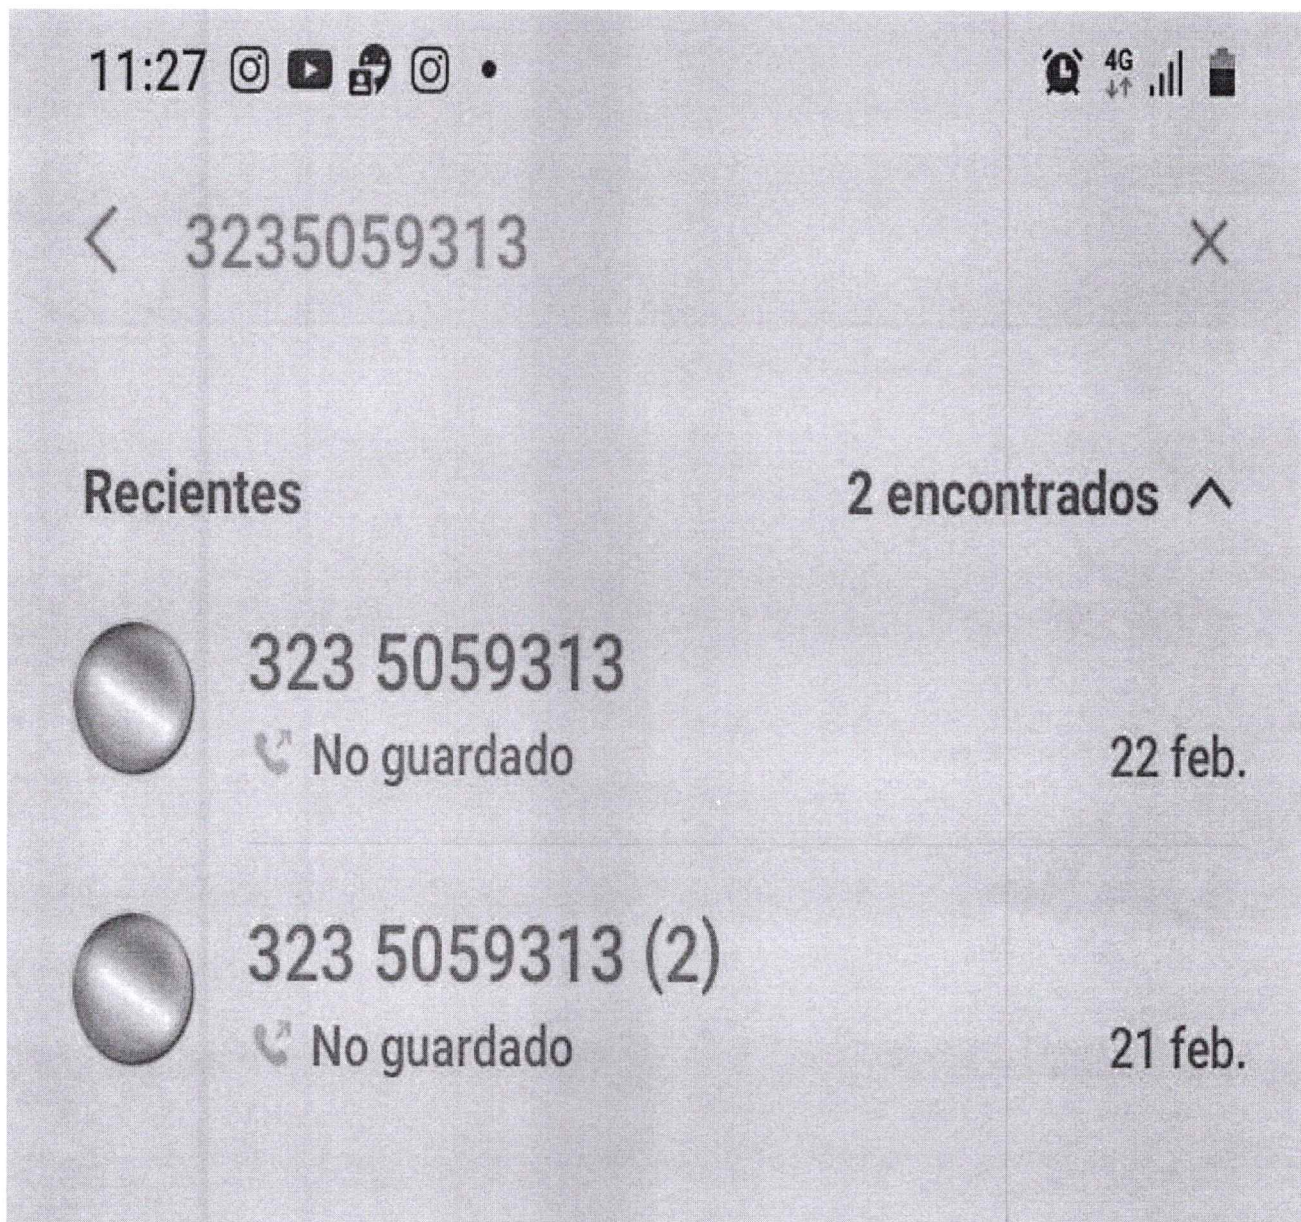 11:27 4G
3235059313
Recientes 2 encontrados
323 5059313
No guardado 22 feb.
323 5059313 (2)
No guardado 21 feb.